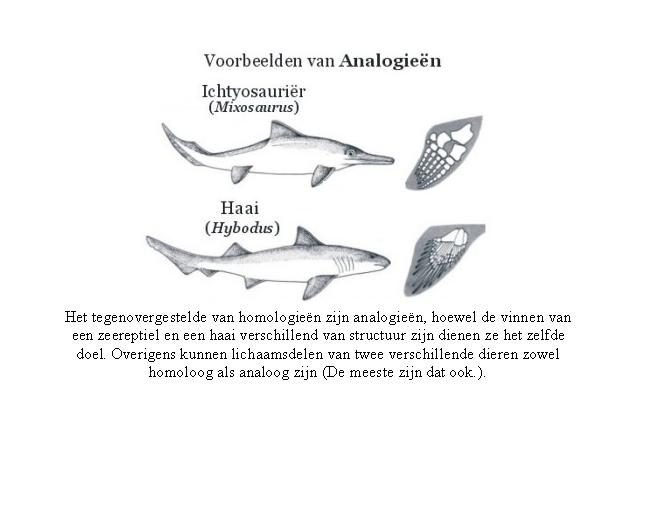 Voorbeelden van Analogieën
Ichtyosauriër
(Mixosaurus)
Haai
(Hybodus)
Het tegenovergestelde van homologieën zijn analogieën, hoewel de vinnen van
een zeereptiel en een haai verschillend van structuur zijn dienen ze het zelfde
doel. Overigens kunnen lichaamsdelen van twee verschillende dieren zowel
homoloog als analoog zijn (De meeste zijn dat ook.).